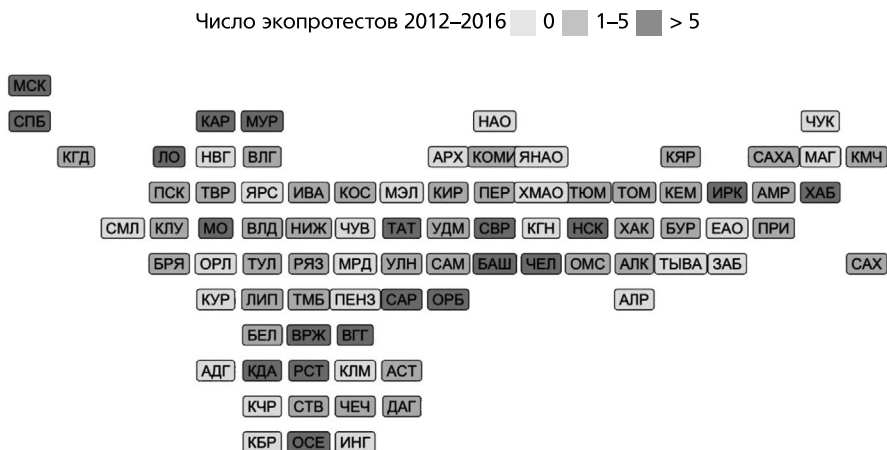 Число экопротестов 2012–2016 0 1–5 > 5
МСК
СПБ КАР МУР НАО ЧУК
КГД ЛО НВГ ВЛГ АРХ КОМИ ЯНАО КЯР САХА МАГ КМЧ
ПСК ТВР ЯРС ИВА КОС МЭЛ КИР ПЕР ХМАО ТЮМ ТОМ КЕМ ИРК АМР ХАБ
СМЛ КЛУ МО ВЛД НИЖ ЧУВ ТАТ УДМ СВР КГН НСК ХАК БУР ЕАО ПРИ
БРЯ ОРЛ ТУЛ РЯЗ МРД УЛН САМ БАШ ЧЕЛ ОМС АЛК ТЫВА ЗАБ САХ
КУР ЛИП ТМБ ПЕНЗ САР ОРБ АЛР
БЕЛ ВРЖ ВГГ
АДГ КДА РСТ КЛМ АСТ
КЧР СТВ ЧЕЧ ДАГ
КБР ОСЕ ИНГ